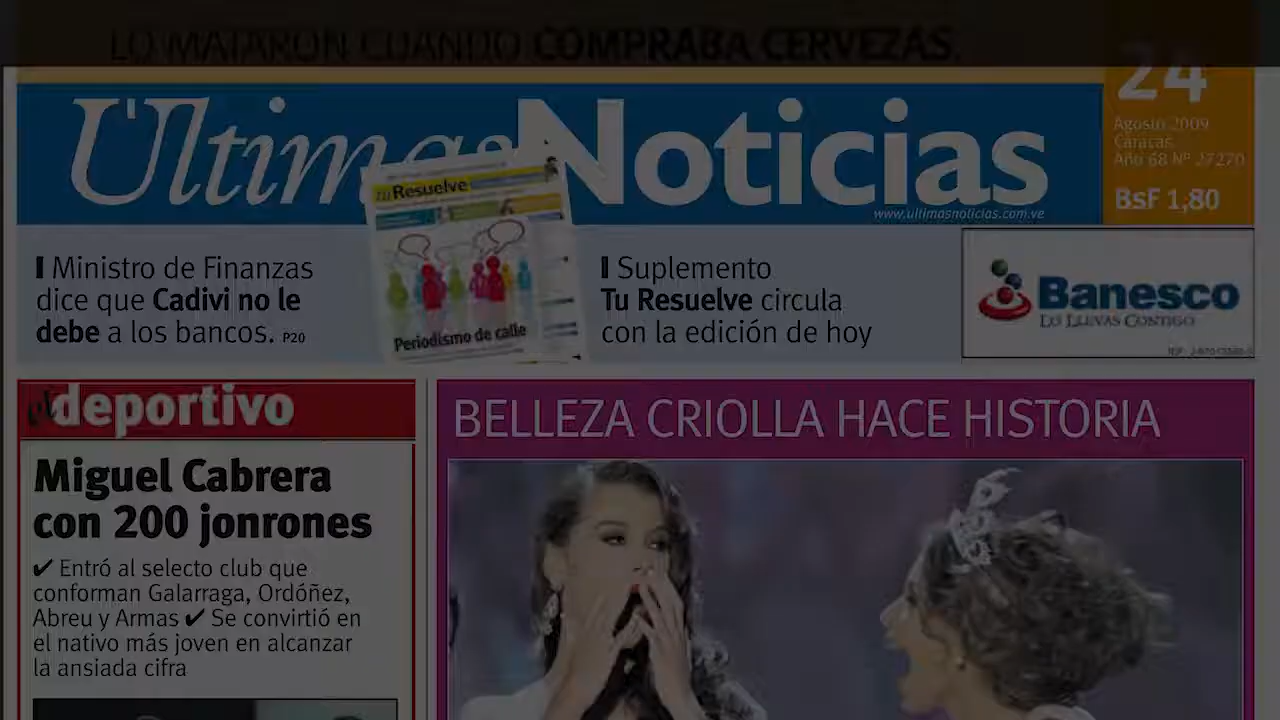 LO MATARON CUANDO COMPRABA CERVEZAS.
24
Agosto 2009
Caracas
Año 68 Nº 27270
BsF 1,80
Últimas Noticias
www.ultimasnoticias.com.ve
Ministro de Finanzas
dice que Cadivi no le
debe a los bancos. P20
Tu Resuelve
Periodismo de calle
Suplemento
Tu Resuelve circula
con la edición de hoy
Banesco
LO LLEVAS CONTIGO
el deportivo
Miguel Cabrera
con 200 jonrones
✔ Entró al selecto club que
conforman Galarraga, Ordóñez,
Abreu y Armas ✔ Se convirtió en
el nativo más joven en alcanzar
la ansiada cifra
BELLEZA CRIOLLA HACE HISTORIA